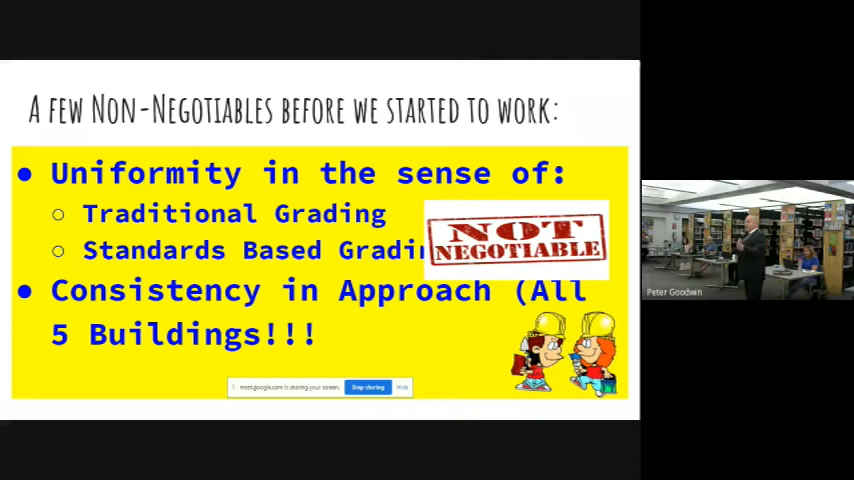 A few Non-Negotiables before we started to work:
● Uniformity in the sense of:
○ Traditional Grading
○ Standards Based Gradin
NOT
NEGOTIABLE
● Consistency in Approach (All
5 Buildings!!!
meet.google.com is sharing your screen.
Stop sharing
Hide
Peter Goodwin